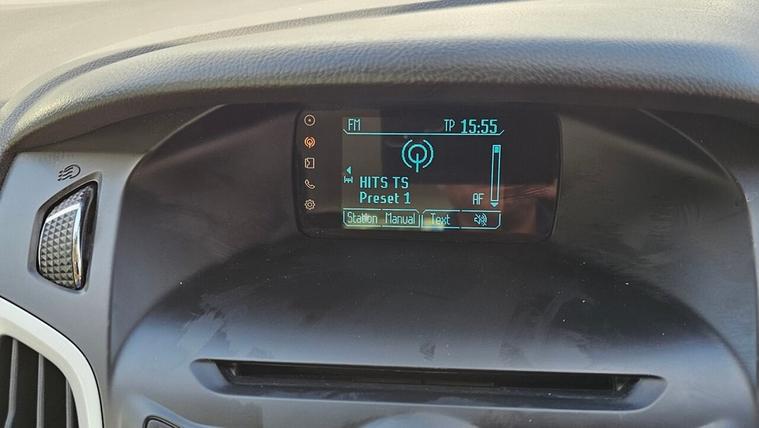 FM TP 15:55
HITS TS
Preset 1 AF
Station Manual Text